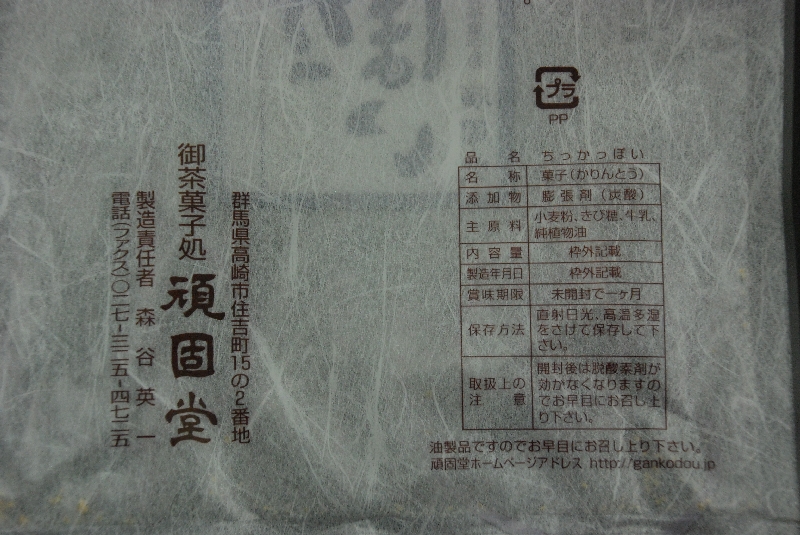 プラ
PP
品名 ちっかっぽい
名称 菓子(かりんとう)
添加物 膨張剤(炭酸)
主原料 小麦粉、きび糖、牛乳、
純植物油
内容量 枠外記載
製造年月日 枠外記載
賞味期限 未開封で一ヶ月
保存方法 直射日光、高温多湿
をさけて保存して下
さい。
取扱上の
注意 開封後は脱酸素剤が
効かなくなりますの
でお早目にお召し上
り下さい。
油製品ですのでお早目にお召し上り下さい。
頑固堂ホームページアドレス http://gankodou.jp
群馬県高崎市住吉町15の2番地
御茶菓子処 頑固堂
製造責任者 森谷英一
電話(ファクス)〇二七-三二五-四七二五